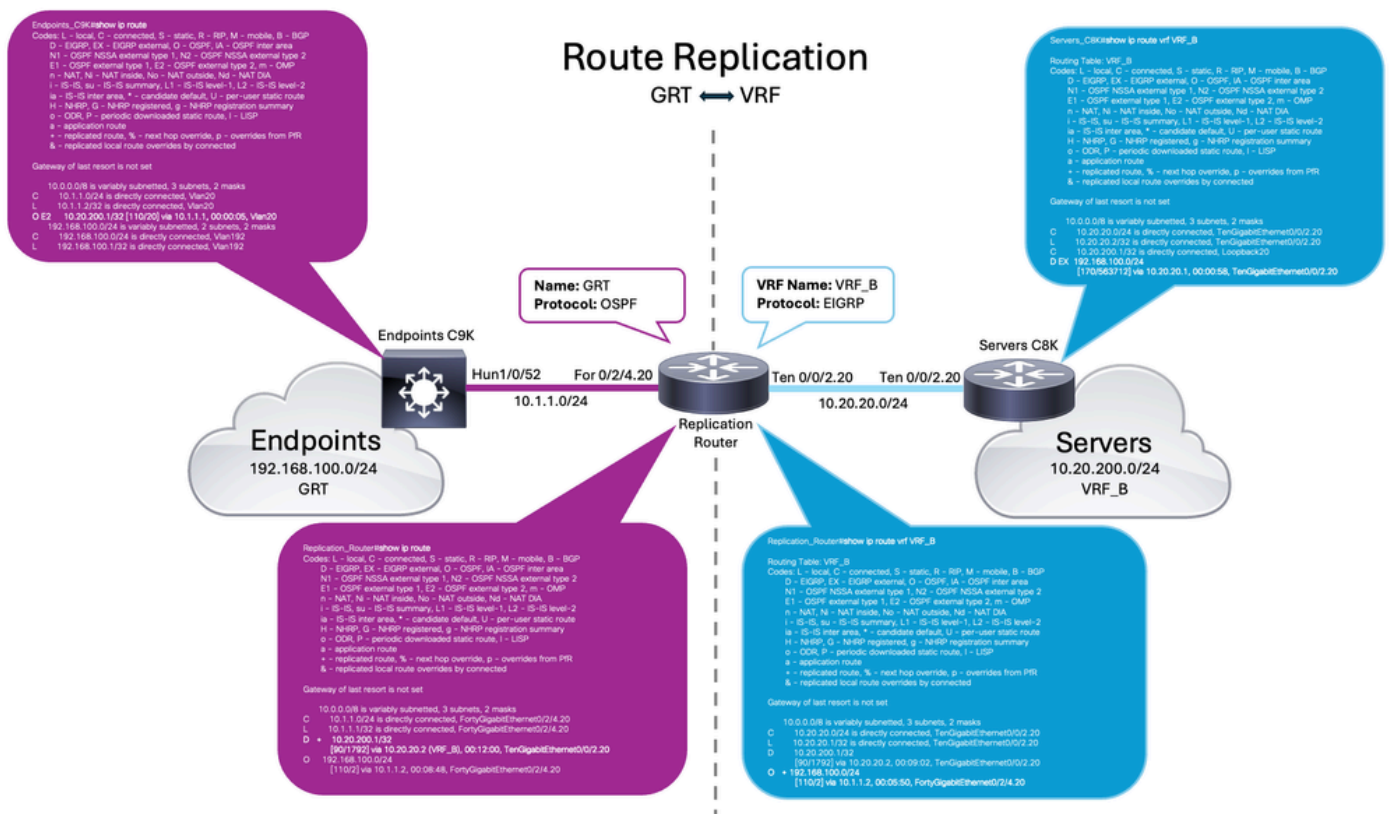 Endpoints_C9K#show ip route
Codes: L - local, C - connected, S - static, R - RIP, M - mobile, B - BGP
D - EIGRP, EX - EIGRP external, O - OSPF, IA - OSPF inter area
N1 - OSPF NSSA external type 1, N2 - OSPF NSSA external type 2
E1 - OSPF external type 1, E2 - OSPF external type 2, m - OMP
n - NAT, Ni - NAT inside, No - NAT outside, Nd - NAT DIA
i - IS-IS, su - IS-IS summary, L1 - IS-IS level-1, L2 - IS-IS level-2
ia - IS-IS inter area, * - candidate default, U - per-user static route
H - NHRP, G - NHRP registered, g - NHRP registration summary
o - ODR, P - periodic downloaded static route, l - LISP
a - application route
+ - replicated route, % - next hop override, p - overrides from PfR
& - replicated local route overrides by connected
Gateway of last resort is not set
10.0.0.0/8 is variably subnetted, 3 subnets, 2 masks
C 10.1.1.0/24 is directly connected, Vlan20
L 10.1.1.2/32 is directly connected, Vlan20
O E2 10.20.200.1/32 [110/20] via 10.1.1.1, 00:00:05, Vlan20
192.168.100.0/24 is variably subnetted, 2 subnets, 2 masks
C 192.168.100.0/24 is directly connected, Vlan192
L 192.168.100.1/32 is directly connected, Vlan192
Route Replication
GRT VRF
Servers_C8K#show ip route vrf VRF_B
Routing Table: VRF_B
Codes: L - local, C - connected, S - static, R - RIP, M - mobile, B - BGP
D - EIGRP, EX - EIGRP external, O - OSPF, IA - OSPF inter area
N1 - OSPF NSSA external type 1, N2 - OSPF NSSA external type 2
E1 - OSPF external type 1, E2 - OSPF external type 2, m - OMP
n - NAT, Ni - NAT inside, No - NAT outside, Nd - NAT DIA
i - IS-IS, su - IS-IS summary, L1 - IS-IS level-1, L2 - IS-IS level-2
ia - IS-IS inter area, * - candidate default, U - per-user static route
H - NHRP, G - NHRP registered, g - NHRP registration summary
o - ODR, P - periodic downloaded static route, l - LISP
a - application route
+ - replicated route, % - next hop override, p - overrides from PfR
& - replicated local route overrides by connected
Gateway of last resort is not set
10.0.0.0/8 is variably subnetted, 3 subnets, 2 masks
C 10.20.20.0/24 is directly connected, TenGigabitEthernet0/0/2.20
L 10.20.20.2/32 is directly connected, TenGigabitEthernet0/0/2.20
C 10.20.200.1/32 is directly connected, Loopback20
D EX 192.168.100.0/24
[170/563712] via 10.20.20.1, 00:00:58, TenGigabitEthernet0/0/2.20
Name: GRT
Protocol: OSPF
VRF Name: VRF_B
Protocol: EIGRP
Endpoints C9K
Servers C8K
Hun1/0/52
For 0/2/4.20
Ten 0/0/2.20
Ten 0/0/2.20
10.1.1.0/24
10.20.20.0/24
Replication
Router
Endpoints
192.168.100.0/24
GRT
Servers
10.20.200.0/24
VRF_B
Replication_Router#show ip route
Codes: L - local, C - connected, S - static, R - RIP, M - mobile, B - BGP
D - EIGRP, EX - EIGRP external, O - OSPF, IA - OSPF inter area
N1 - OSPF NSSA external type 1, N2 - OSPF NSSA external type 2
E1 - OSPF external type 1, E2 - OSPF external type 2, m - OMP
n - NAT, Ni - NAT inside, No - NAT outside, Nd - NAT DIA
i - IS-IS, su - IS-IS summary, L1 - IS-IS level-1, L2 - IS-IS level-2
ia - IS-IS inter area, * - candidate default, U - per-user static route
H - NHRP, G - NHRP registered, g - NHRP registration summary
o - ODR, P - periodic downloaded static route, l - LISP
a - application route
+ - replicated route, % - next hop override, p - overrides from PfR
& - replicated local route overrides by connected
Gateway of last resort is not set
10.0.0.0/8 is variably subnetted, 3 subnets, 2 masks
C 10.1.1.0/24 is directly connected, FortyGigabitEthernet0/2/4.20
L 10.1.1.1/32 is directly connected, FortyGigabitEthernet0/2/4.20
D + 10.20.200.1/32
[90/1792] via 10.20.20.2 (VRF_B), 00:12:00, TenGigabitEthernet0/0/2.20
O 192.168.100.0/24
[110/2] via 10.1.1.2, 00:08:48, FortyGigabitEthernet0/2/4.20
Replication_Router#show ip route vrf VRF_B
Routing Table: VRF_B
Codes: L - local, C - connected, S - static, R - RIP, M - mobile, B - BGP
D - EIGRP, EX - EIGRP external, O - OSPF, IA - OSPF inter area
N1 - OSPF NSSA external type 1, N2 - OSPF NSSA external type 2
E1 - OSPF external type 1, E2 - OSPF external type 2, m - OMP
n - NAT, Ni - NAT inside, No - NAT outside, Nd - NAT DIA
i - IS-IS, su - IS-IS summary, L1 - IS-IS level-1, L2 - IS-IS level-2
ia - IS-IS inter area, * - candidate default, U - per-user static route
H - NHRP, G - NHRP registered, g - NHRP registration summary
o - ODR, P - periodic downloaded static route, l - LISP
a - application route
+ - replicated route, % - next hop override, p - overrides from PfR
& - replicated local route overrides by connected
Gateway of last resort is not set
10.0.0.0/8 is variably subnetted, 3 subnets, 2 masks
C 10.20.20.0/24 is directly connected, TenGigabitEthernet0/0/2.20
L 10.20.20.1/32 is directly connected, TenGigabitEthernet0/0/2.20
D 10.20.200.1/32
[90/1792] via 10.20.20.2, 00:09:02, TenGigabitEthernet0/0/2.20
O + 192.168.100.0/24
[110/2] via 10.1.1.2, 00:05:50, FortyGigabitEthernet0/2/4.20